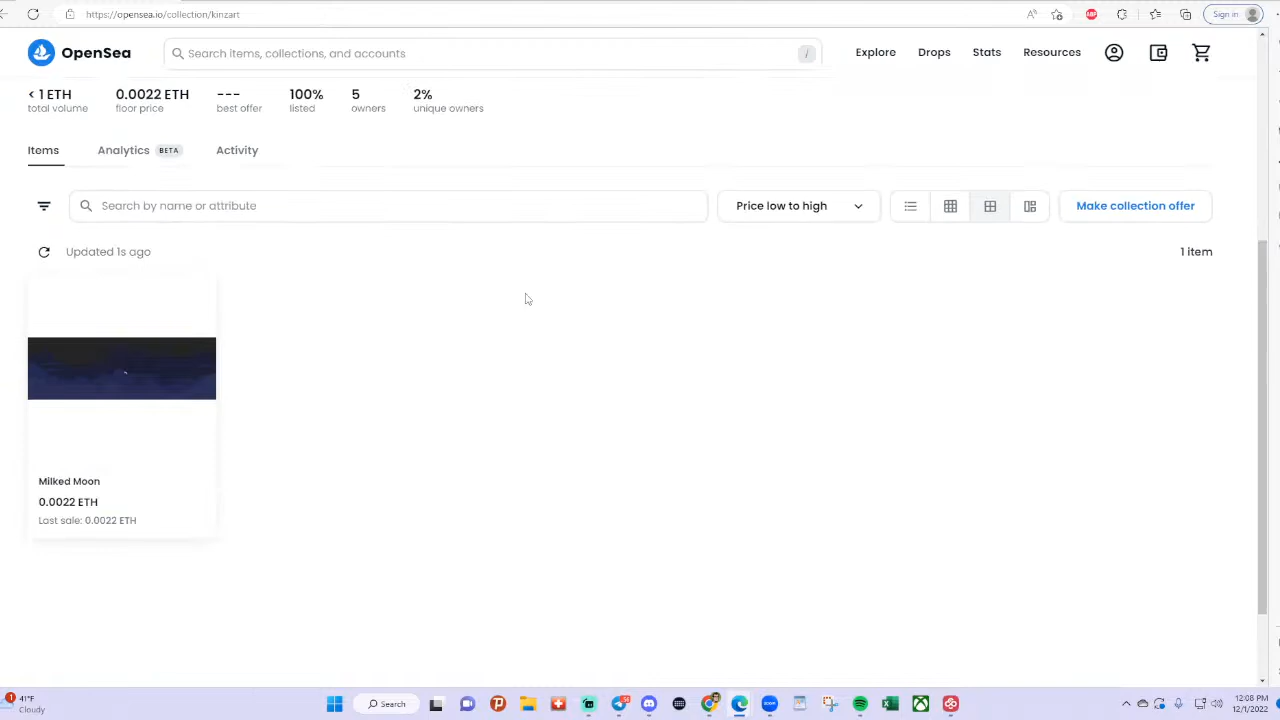 https://opensea.io/collection/kinzart
Sign in
OpenSea
Search items, collections, and accounts
/
Explore
Drops
Stats
Resources
< 1 ETH
total volume
0.0022 ETH
floor price
---
best offer
100%
listed
5
owners
2%
unique owners
Items
Analytics BETA
Activity
Search by name or attribute
Price low to high
Make collection offer
Updated 1s ago
1 item
Milked Moon
0.0022 ETH
Last sale: 0.0022 ETH
1
41°F
Cloudy
Search
12:08 PM
12/1/2022